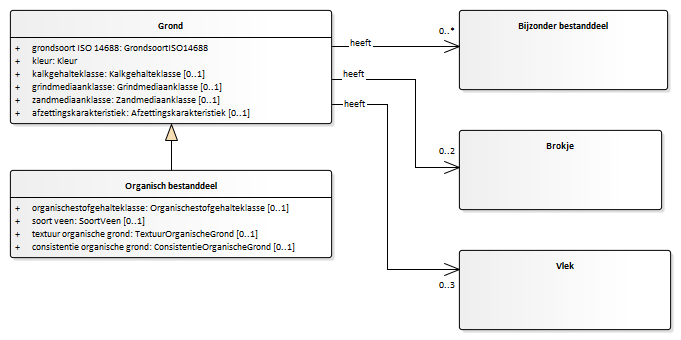 Grond
+ grondsoort ISO 14688: GrondsoortISO14688
+ kleur: Kleur
+ kalkgehalteklasse: Kalkgehalteklasse [0..1]
+ grindmediaanklasse: Grindmediaanklasse [0..1]
+ zandmediaanklasse: Zandmediaanklasse [0..1]
+ afzettingskarakteristiek: Afzettingskarakteristiek [0..1]
heeft
0..*
Bijzonder bestanddeel
heeft
0..2
Brokje
heeft
0..3
Vlek
Organisch bestanddeel
+ organischestofgehalteklasse: Organischestofgehalteklasse [0..1]
+ soort veen: SoortVeen [0..1]
+ textuur organische grond: TextuurOrganischeGrond [0..1]
+ consistentie organische grond: ConsistentieOrganischeGrond [0..1]